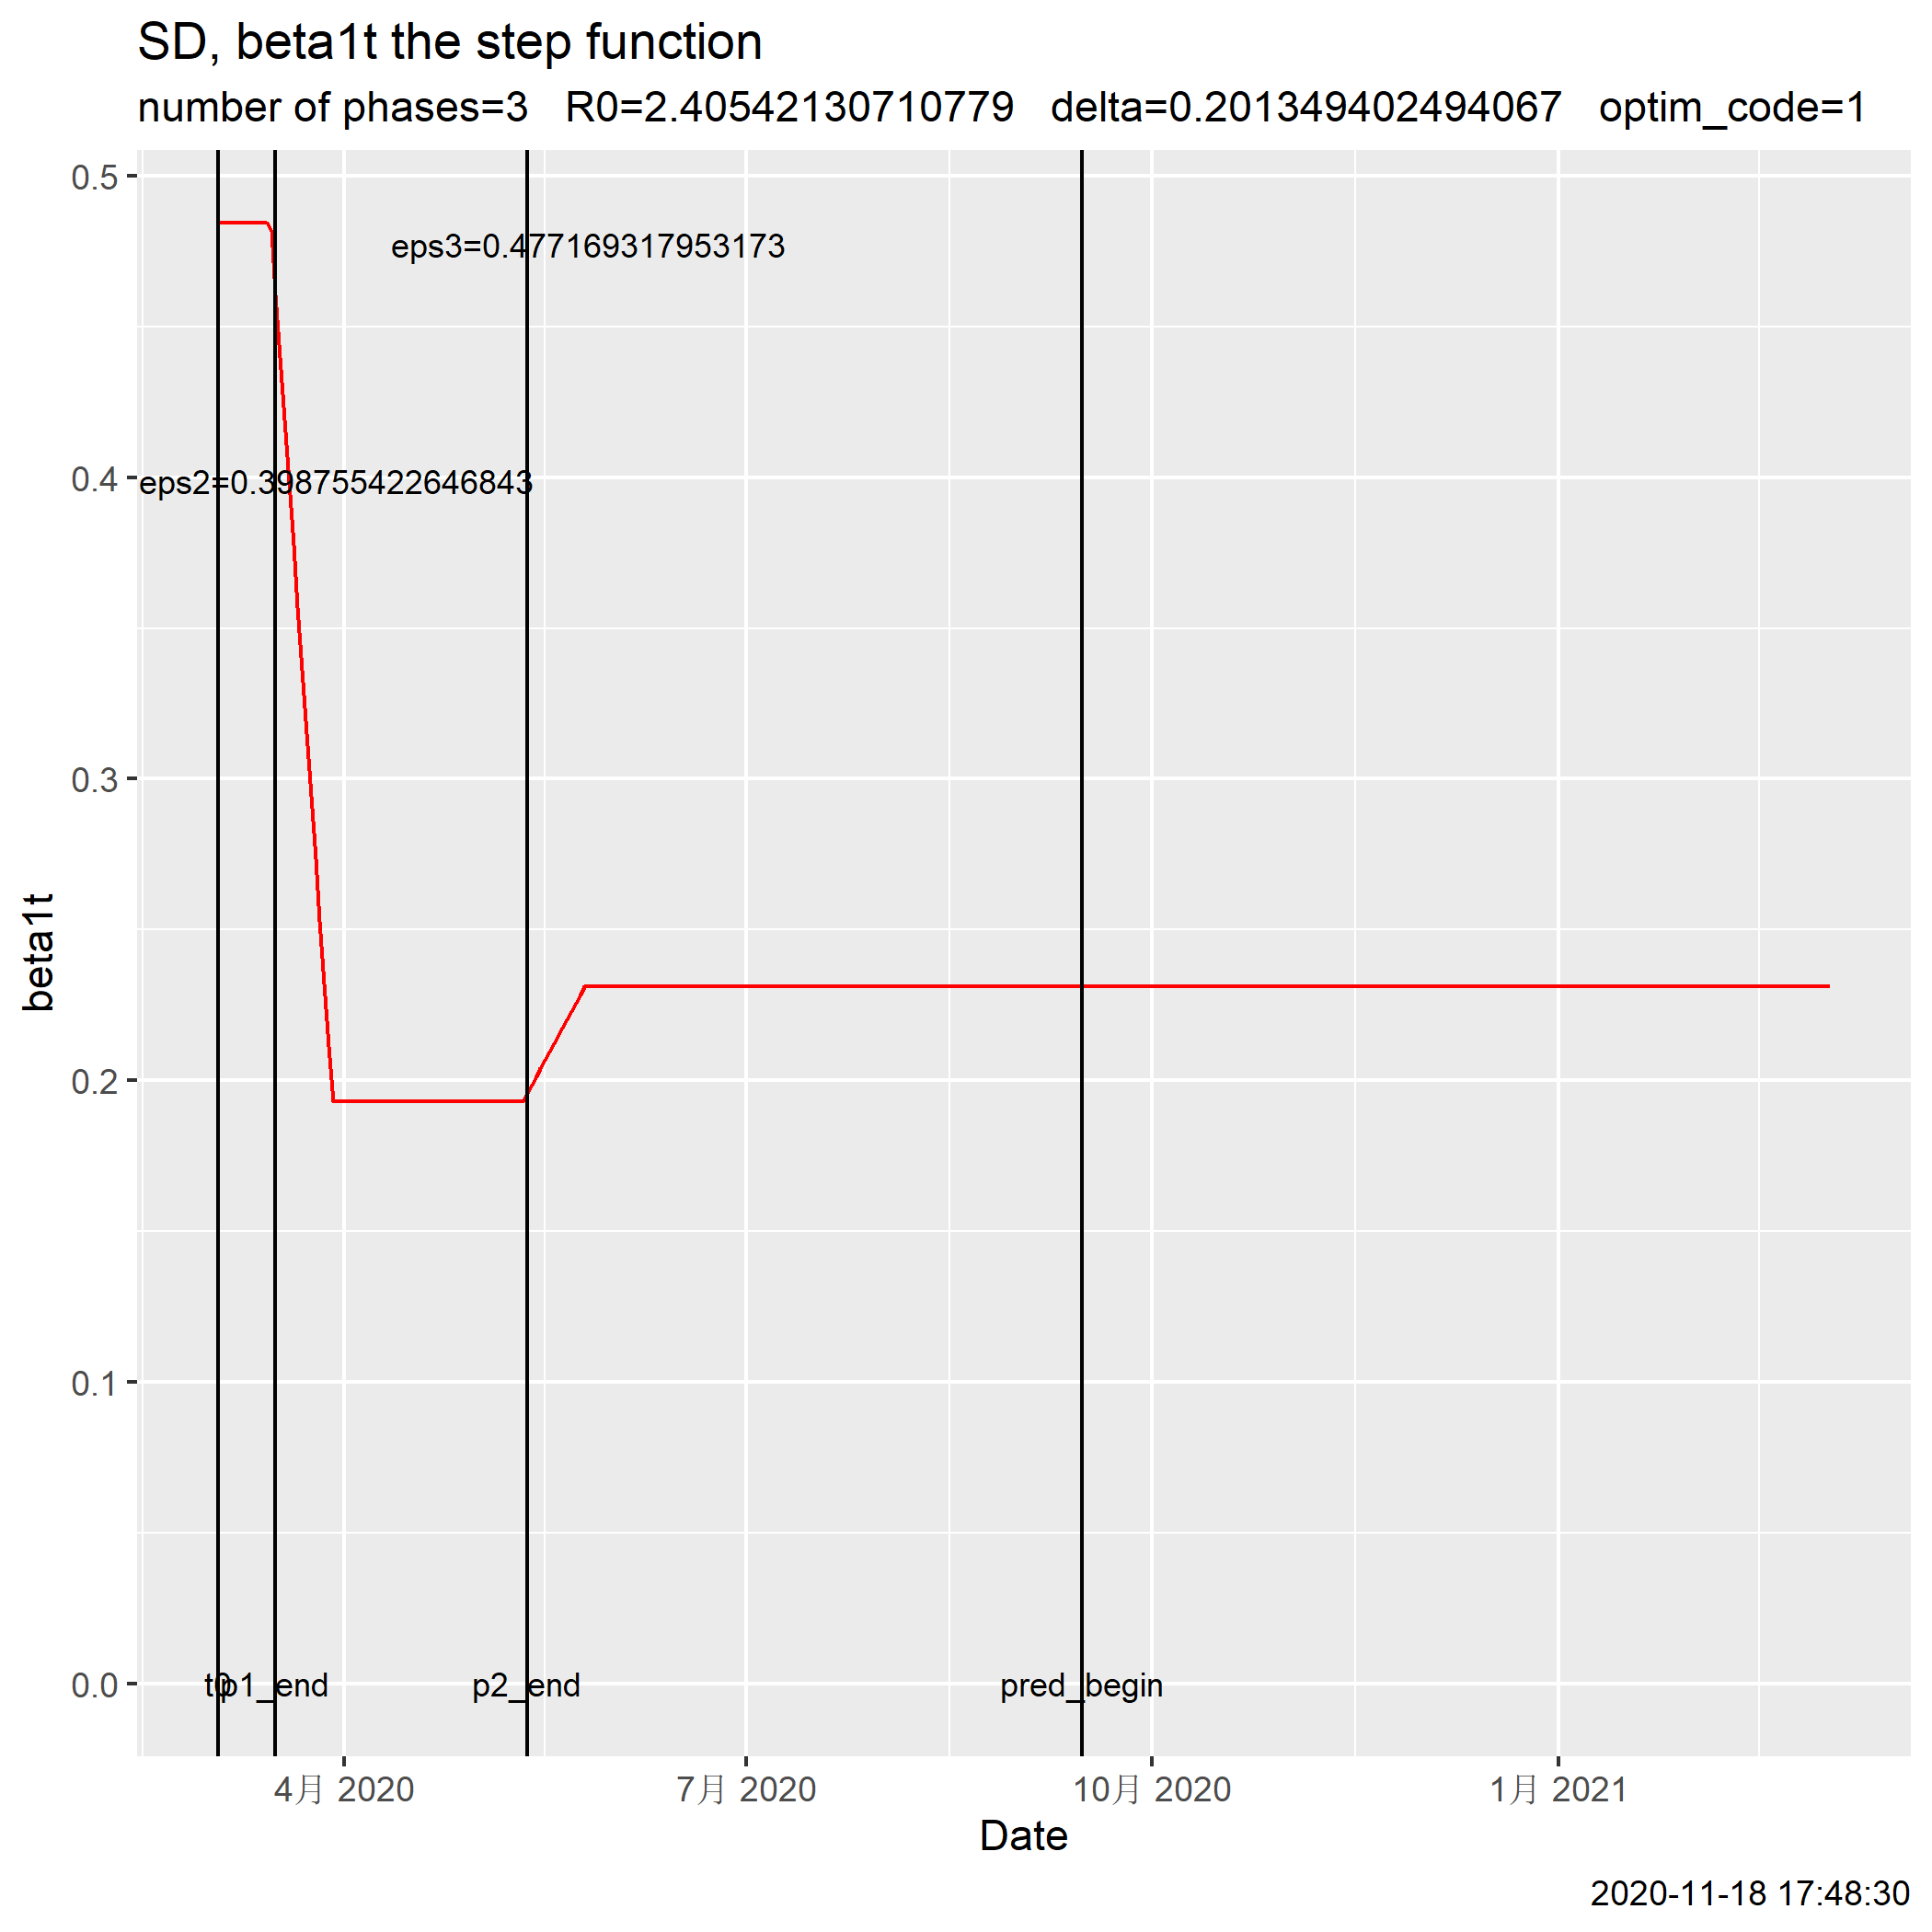 SD, beta1t the step function
number of phases=3   R0=2.40542130710779   delta=0.201349402494067   optim_code=1
0.5
eps3=0.477169317953173
0.4
eps2=0.398755422646843
0.3
beta1t
0.2
0.1
0.0
t0
p1_end
p2_end
pred_begin
4月 2020
7月 2020
10月 2020
1月 2021
Date
2020-11-18 17:48:30